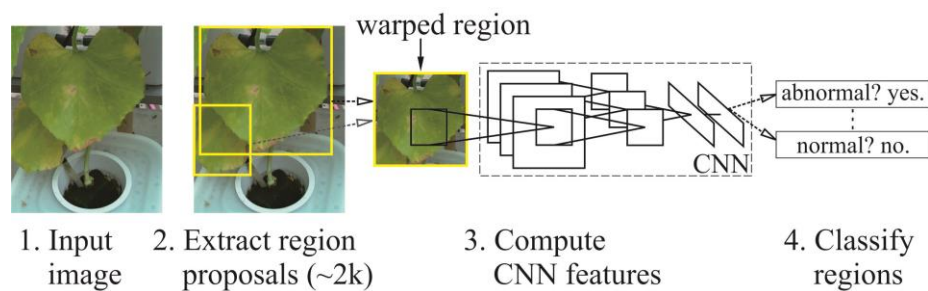 warped region
abnormal? yes.
normal? no.
CNN
1. Input
image
2. Extract region
proposals (~2k)
3. Compute
CNN features
4. Classify
regions